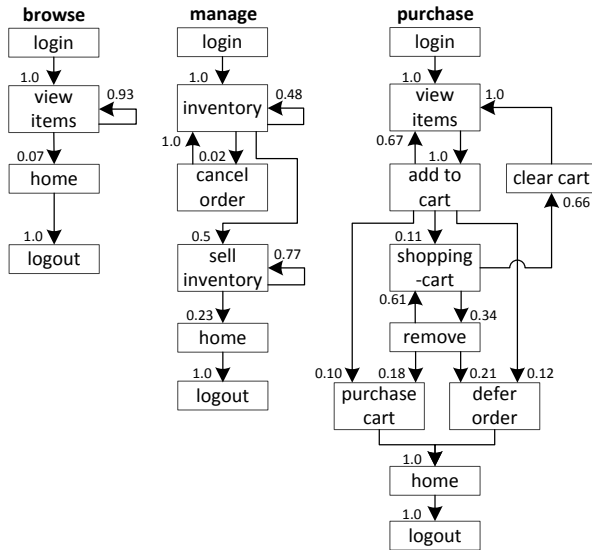 browse
login
1.0
view
items
0.93
0.07
home
1.0
logout
manage
login
1.0
inventory
0.48
1.0
0.02
cancel
order
0.5
sell
inventory
0.77
0.23
home
1.0
logout
purchase
login
1.0
1.0
view
items
0.67
1.0
add to
cart
clear cart
0.66
0.11
shopping
-cart
0.61
0.34
remove
0.10
0.18
0.21
0.12
purchase
cart
defer
order
1.0
home
1.0
logout